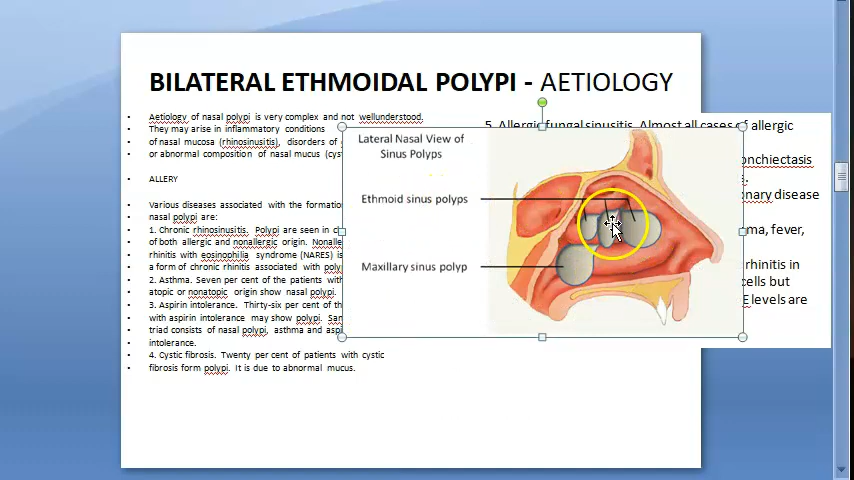 BILATERAL ETHMOIDAL POLYPI - AETIOLOGY
Aetiology of nasal polypi is very complex and not wellunderstood.
They may arise in inflammatory conditions
of nasal mucosa (rhinosinusitis), disorders of
or abnormal composition of nasal mucus (cys
ALLERY
Various diseases associated with the formation
nasal polypi are:
1. Chronic rhinosinusitis. Polypi are seen in
of both allergic and nonallergic origin. Nonalle
rhinitis with eosinophilia syndrome (NARES) is
a form of chronic rhinitis associated with poly
2. Asthma. Seven per cent of the patients with
atopic or nonatopic origin show nasal polypi.
3. Aspirin intolerance. Thirty-six per cent of the
with aspirin intolerance may show polypi. Sam
triad consists of nasal polypi, asthma and aspi
intolerance.
4. Cystic fibrosis. Twenty per cent of patients with cystic
fibrosis form polypi. It is due to abnormal mucus.
Lateral Nasal View of
Sinus Polyps
Ethmoid sinus polyps
Maxillary sinus polyp
5. Allergic fungal sinusitis. Almost all cases of allergic
onchiectasis
nary disease
ma, fever,
rhinitis in
cells but
E levels are